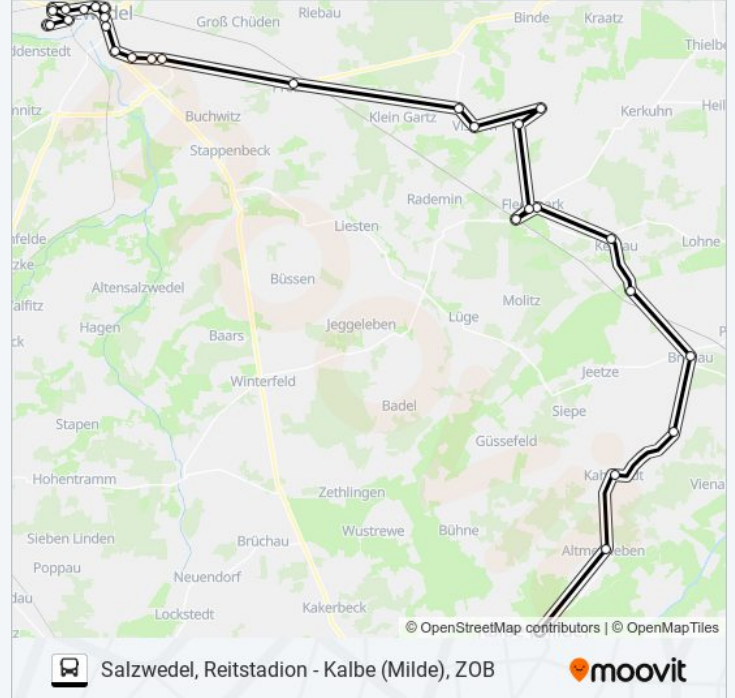 Salzwedel
Groß Chüden
Riebau
Binde
Kraatz
Buchwitz
Klein Gartz
Kerkuhn
Stappenbeck
Rademin
Liesten
Lohne
Büssen
Altensalzwedel
Molitz
Hagen
Jeggeleben
Lüge
Baars
Winterfeld
Jeetze
Badel
Siepe
Stapen
Güssefeld
Hohentramm
Zethlingen
Viena
Sieben Linden
Brüchau
Wustrewe
Bühne
Poppau
Neuendorf
Lockstedt
Kakerbeck
© OpenStreetMap contributors | © OpenMapTiles
Salzwedel, Reitstadion - Kalbe (Milde), ZOB
moovit